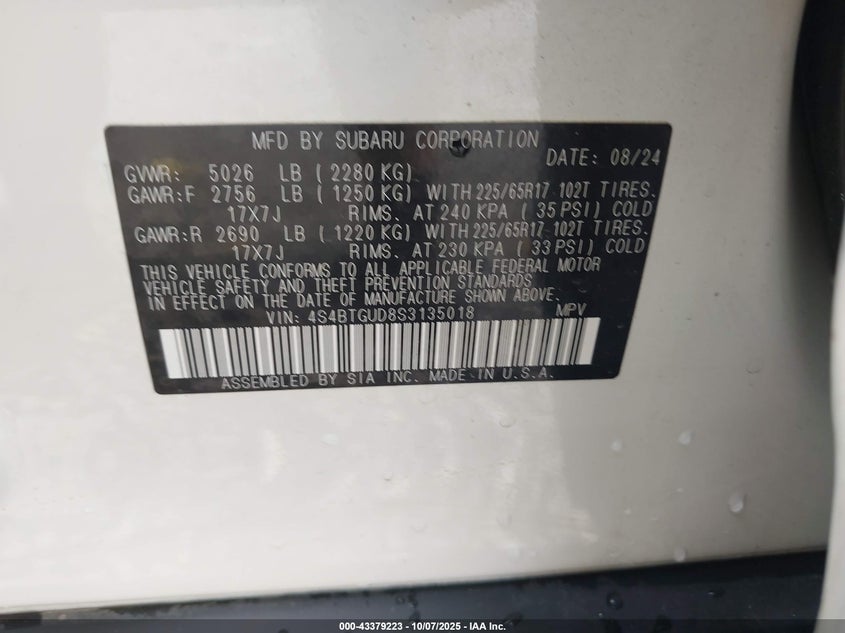 MFD BY SUBARU CORPORATION
DATE: 08/24
GVWR: 5026 LB (2280 KG)
GAWR:F 2756 LB (1250 KG) WITH 225/65R17 102T TIRES.
17X7J RIMS. AT 240 KPA (35 PSI) COLD
GAWR:R 2690 LB (1220 KG) WITH 225/65R17 102T TIRES.
17X7J RIMS. AT 230 KPA (33 PSI) COLD
THIS VEHICLE CONFORMS TO ALL APPLICABLE FEDERAL MOTOR
VEHICLE SAFETY AND THEFT PREVENTION STANDARDS
IN EFFECT ON THE DATE OF MANUFACTURE SHOWN ABOVE.
VIN: 4S4BTGUD8S3135018 MPV
ASSEMBLED BY SIA INC. MADE IN U.S.A.
000-43379223 - 10/07/2025 - IAA Inc.